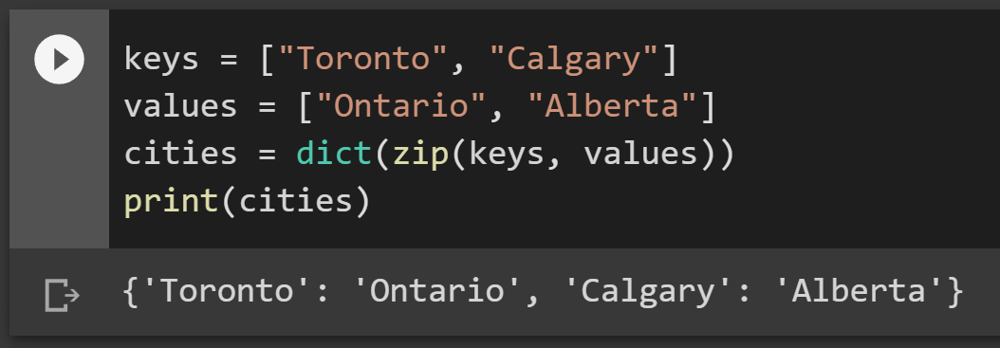 keys = ["Toronto", "Calgary"]
values = ["Ontario", "Alberta"]
cities = dict(zip(keys, values))
print(cities)
{'Toronto': 'Ontario', 'Calgary': 'Alberta'}